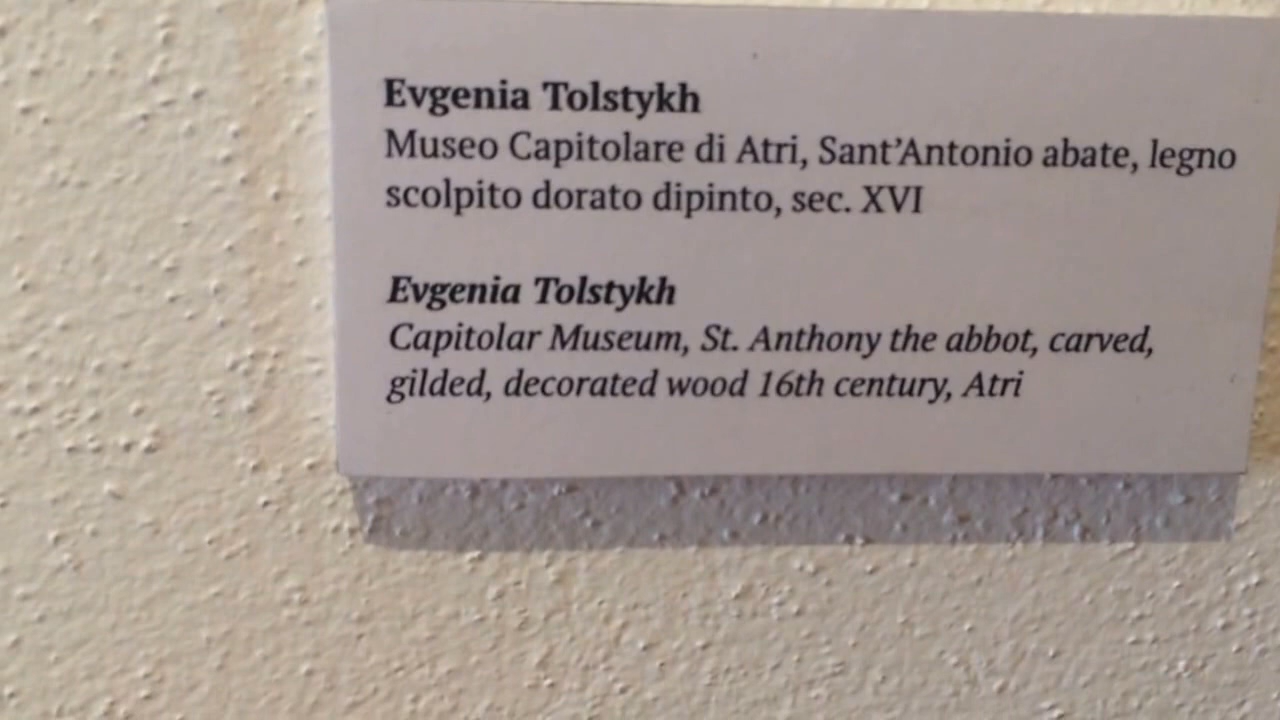 Evgenia Tolstykh
Museo Capitolare di Atri, Sant’Antonio abate, legno
scolpito dorato dipinto, sec. XVI
Evgenia Tolstykh
Capitolar Museum, St. Anthony the abbot, carved,
gilded, decorated wood 16th century, Atri